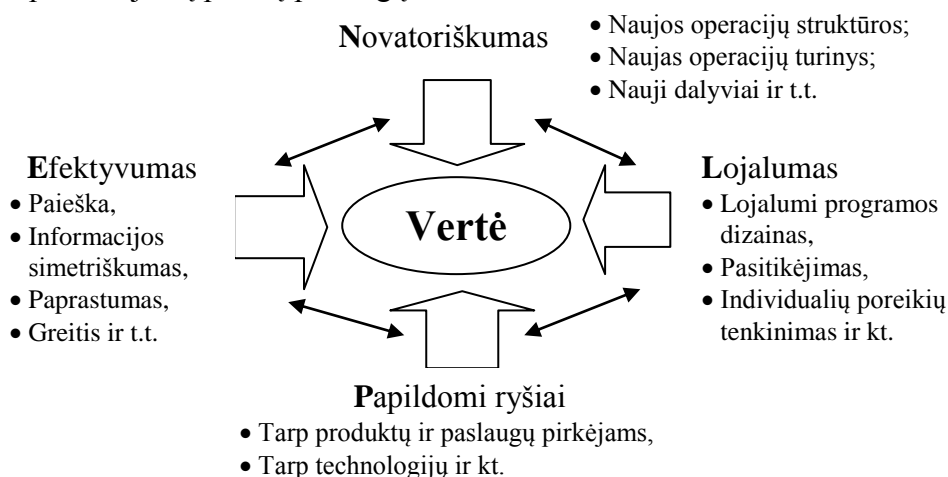 Novatoriškumas
• Naujos operacijų struktūros;
• Naujas operacijų turinys;
• Nauji dalyviai ir t.t.
Efektyvumas
• Paieška,
• Informacijos
simetriškumas,
• Paprastumas,
• Greitis ir t.t.
Vertė
Lojalumas
• Lojalumi programos
dizainas,
• Pasitikėjimas,
• Individualių poreikių
tenkinimas ir kt.
Papildomi ryšiai
• Tarp produktų ir paslaugų pirkėjams,
• Tarp technologijų ir kt.